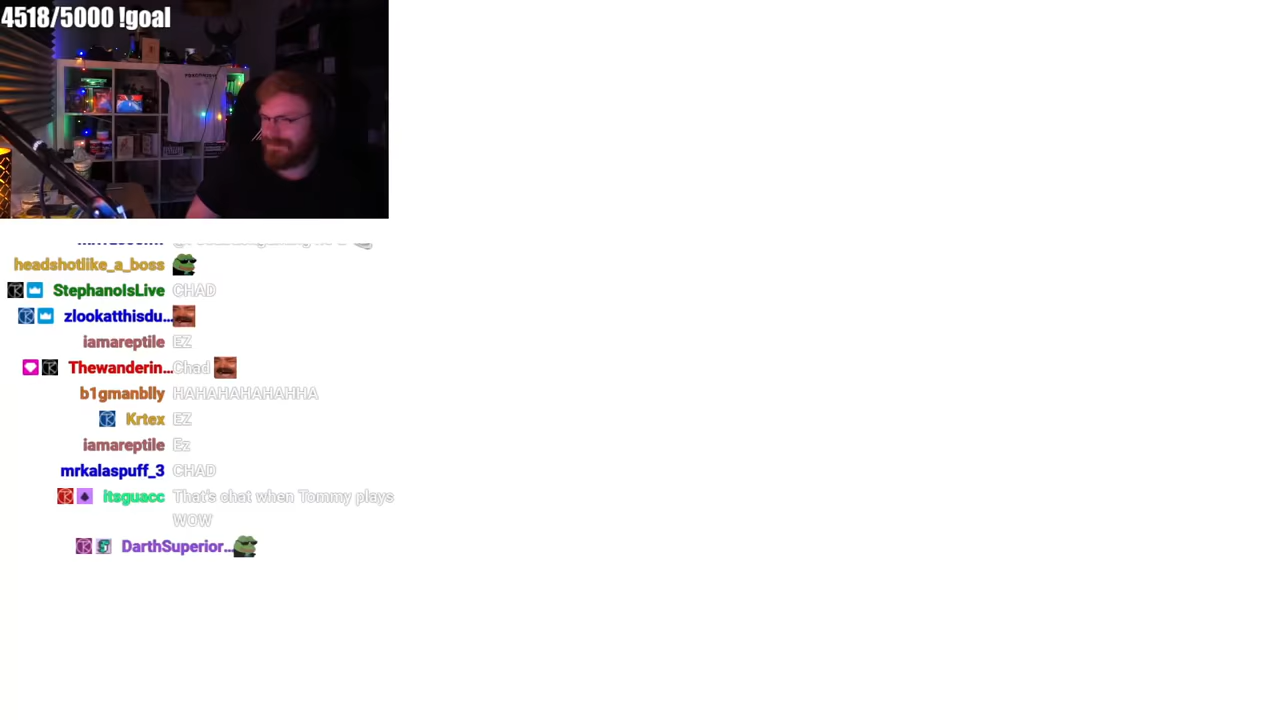 4518/5000 !goal
headshotlike_a_boss
StephanoIsLive CHAD
zlookatthisdu...
iamareptile EZ
Thewanderin... Chad
b1gmanblly HAHAHAHAHAHHA
Krtex EZ
iamareptile Ez
mrkalaspuff_3 CHAD
itsguacc That's chat when Tommy plays
WOW
DarthSuperior...